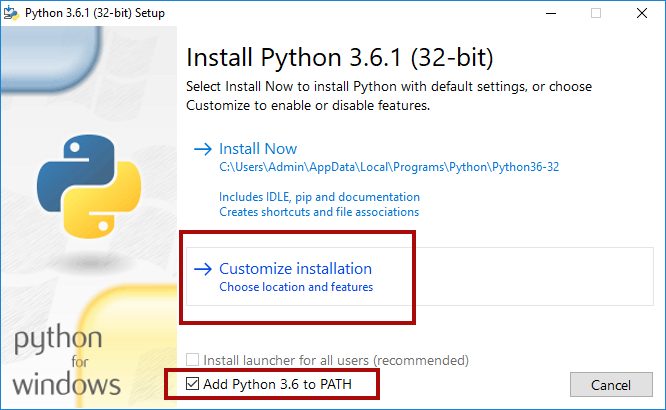 Python 3.6.1 (32-bit) Setup
Install Python 3.6.1 (32-bit)
Select Install Now to install Python with default settings, or choose
Customize to enable or disable features.
Install Now
C:\Users\Admin\AppData\Local\Programs\Python\Python36-32
Includes IDLE, pip and documentation
Creates shortcuts and file associations
Customize installation
Choose location and features
python
for
windows
Install launcher for all users (recommended)
Add Python 3.6 to PATH
Cancel